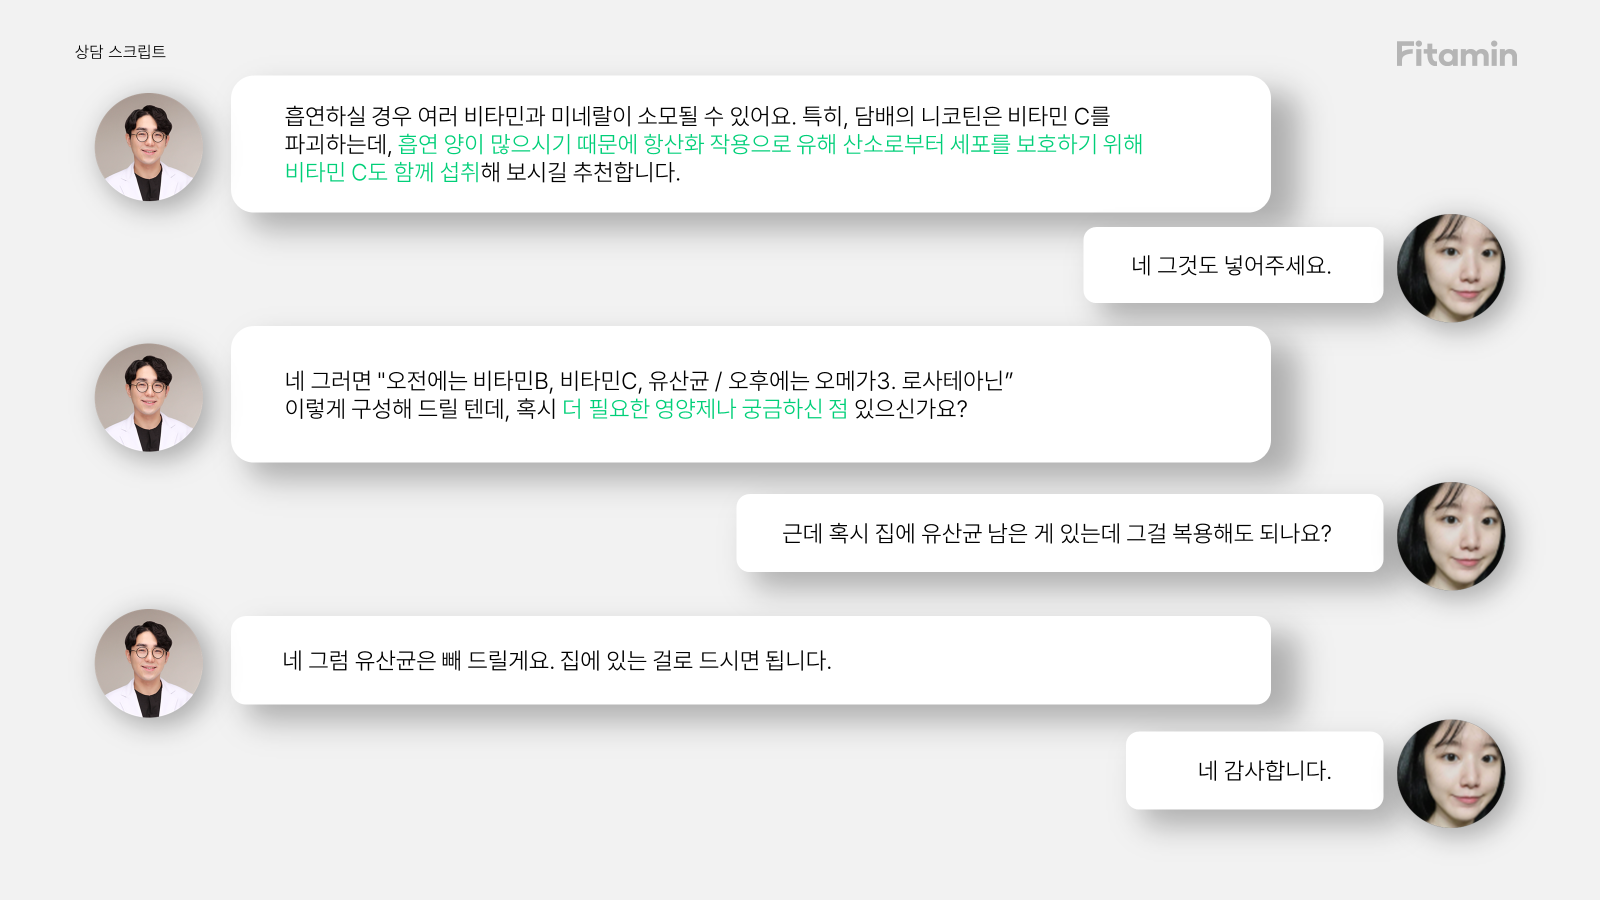 상담 스크립트
Fitamin
흡연하실 경우 여러 비타민과 미네랄이 소모될 수 있어요. 특히, 담배의 니코틴은 비타민 C를
파괴하는데, 흡연 양이 많으시기 때문에 항산화 작용으로 유해 산소로부터 세포를 보호하기 위해
비타민 C도 함께 섭취해 보시길 추천합니다.
네 그것도 넣어주세요.
네 그러면 "오전에는 비타민B, 비타민C, 유산균 / 오후에는 오메가3. 로사테아닌”
이렇게 구성해 드릴 텐데, 혹시 더 필요한 영양제나 궁금하신 점 있으신가요?
근데 혹시 집에 유산균 남은 게 있는데 그걸 복용해도 되나요?
네 그럼 유산균은 빼 드릴게요. 집에 있는 걸로 드시면 됩니다.
네 감사합니다.